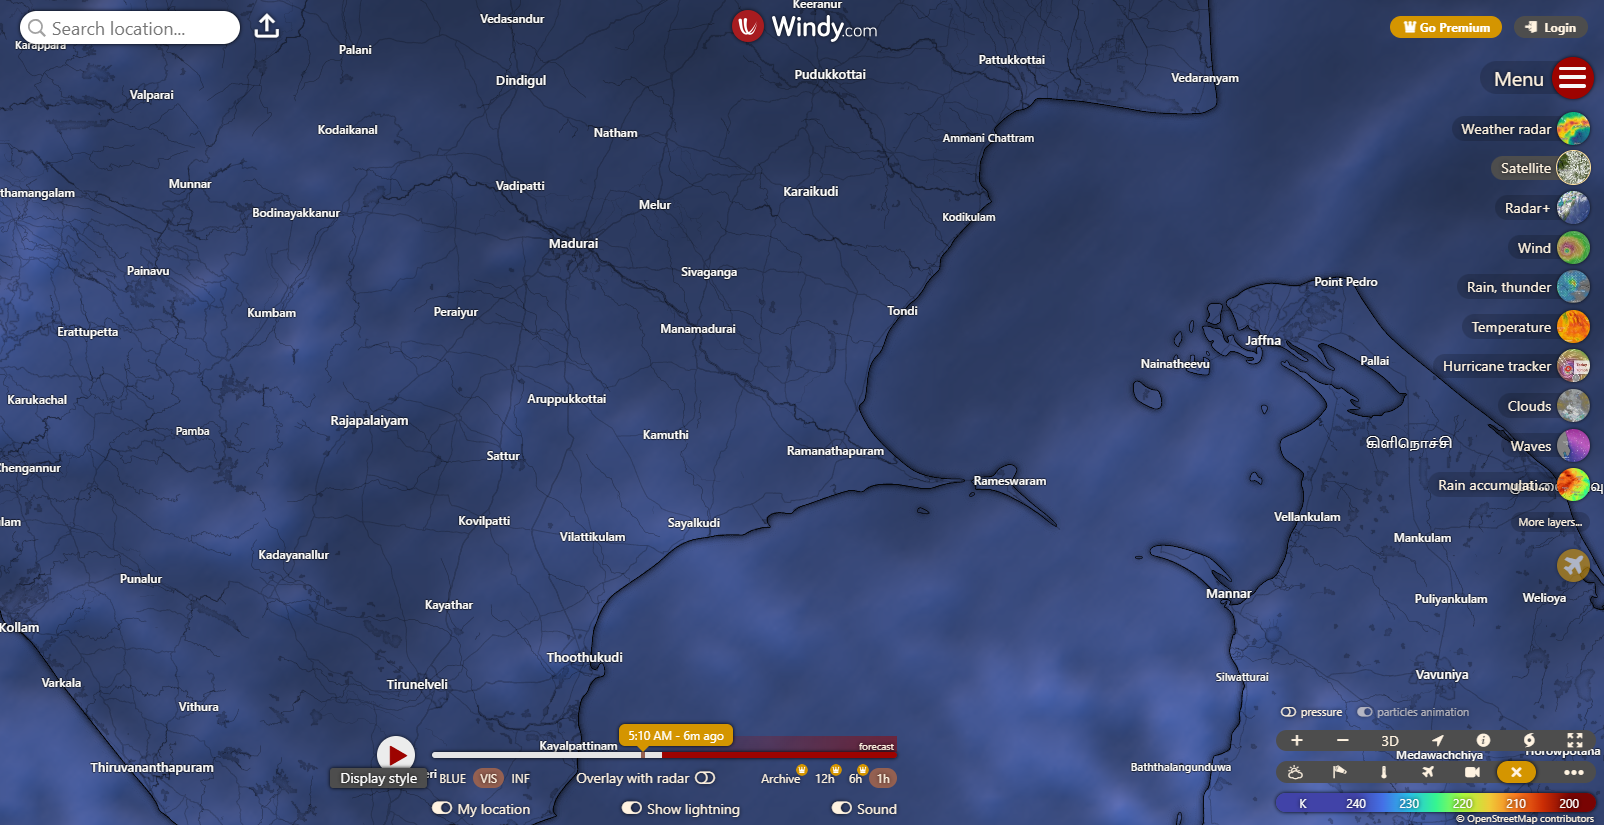 Search location...
Windy.com
Go Premium
Login
Menu
Weather radar
Satellite
Radar+
Wind
Rain, thunder
Temperature
Hurricane tracker
Clouds
Waves
Rain accumulati...
More layers...
Keeranur
Vedasandur
Karappara
Palani
Pattukkottai
Pudukkottai
Vedaranyam
Dindigul
Valparai
Kodaikanal
Natham
Ammani Chattram
Munnar
Vadipatti
Karaikudi
thamangalam
Melur
Bodinayakkanur
Kodikulam
Madurai
Painavu
Sivaganga
Point Pedro
Kumbam
Peraiyur
Tondi
Erattupetta
Manamadurai
Jaffna
Nainatheevu
Pallai
Karukachal
Aruppukkottai
Rajapalaiyam
Pamba
Kamuthi
கிளிநொச்சி
Sattur
Ramanathapuram
Chengannur
Rameswaram
Vellankulam
Kovilpatti
Sayalkudi
Vilattikulam
Mankulam
Kadayanallur
Punalur
Mannar
Puliyankulam
Welioya
Kayathar
Kollam
Thoothukudi
Vavuniya
Silwatturai
Varkala
Tirunelveli
Vithura
Kayalpattinam
Thiruvananthapuram
Baththalangunduwa
Medawachchiya
Horowpotana
5:10 AM - 6m ago
forecast
Display style
BLUE
VIS
INF
Overlay with radar
Archive
12h
6h
1h
My location
Show lightning
Sound
pressure
particles animation
3D
K 240 230 220 210 200
© OpenStreetMap contributors